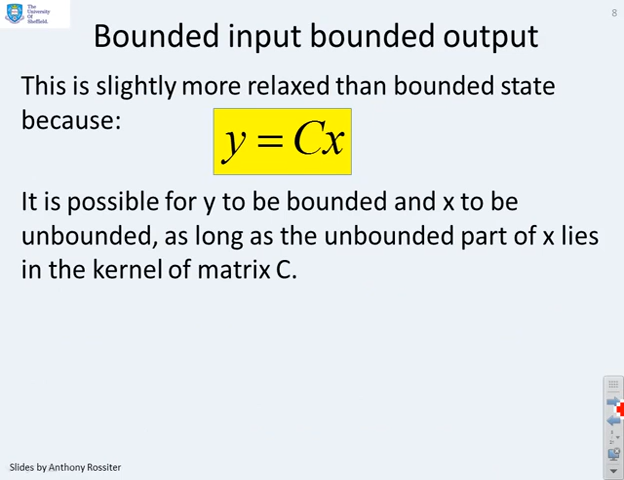 The
University
Of
Sheffield.
8
Bounded input bounded output
This is slightly more relaxed than bounded state
because:
y = Cx
It is possible for y to be bounded and x to be
unbounded, as long as the unbounded part of x lies
in the kernel of matrix C.
Slides by Anthony Rossiter